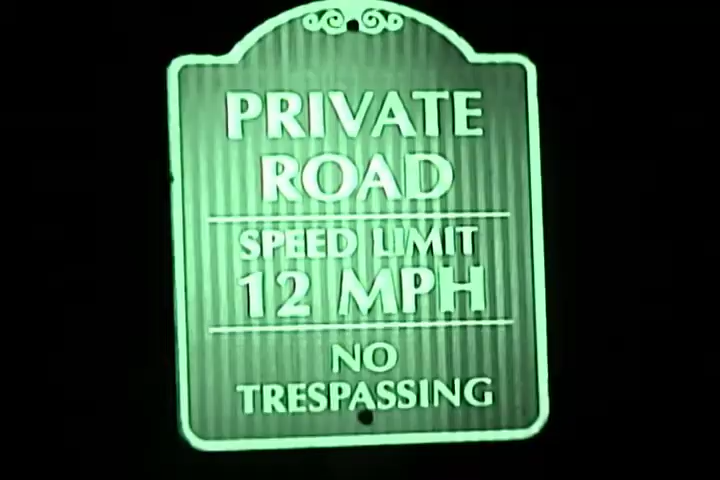 PRIVATE
ROAD
SPEED LIMIT
12 MPH
NO
TRESPASSING